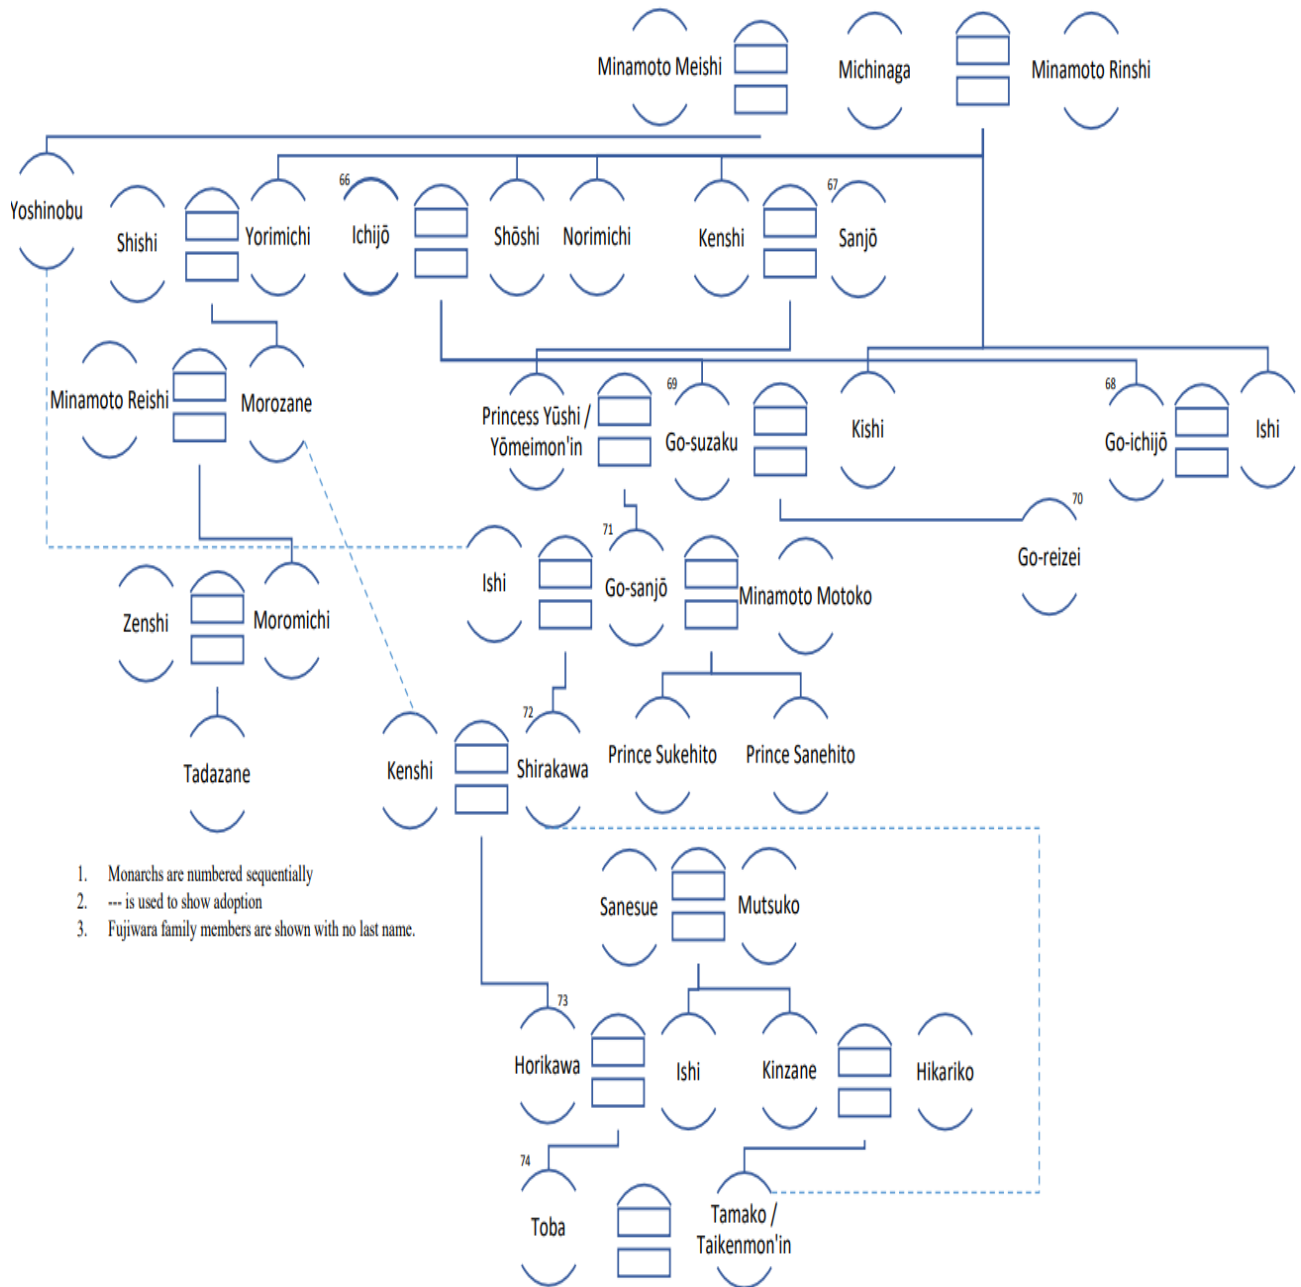 Minamoto Meishi
Michinaga
Minamoto Rinshi
Yoshinobu
Shishi
Yorimichi
66
Ichijō
Shōshi
Norimichi
Kenshi
67
Sanjō
Minamoto Reishi
Morozane
Princess Yūshi /
Yōmeimon'in
69
Go-suzaku
Kishi
68
Go-ichijō
Ishi
70
Go-reizei
Zenshi
Moromichi
Ishi
71
Go-sanjō
Minamoto Motoko
Tadazane
Kenshi
72
Shirakawa
Prince Sukehito
Prince Sanehito
1. Monarchs are numbered sequentially
2. --- is used to show adoption
3. Fujiwara family members are shown with no last name.
Sanesue
Mutsuko
73
Horikawa
Ishi
Kinzane
Hikariko
74
Toba
Tamako /
Taikenmon'in